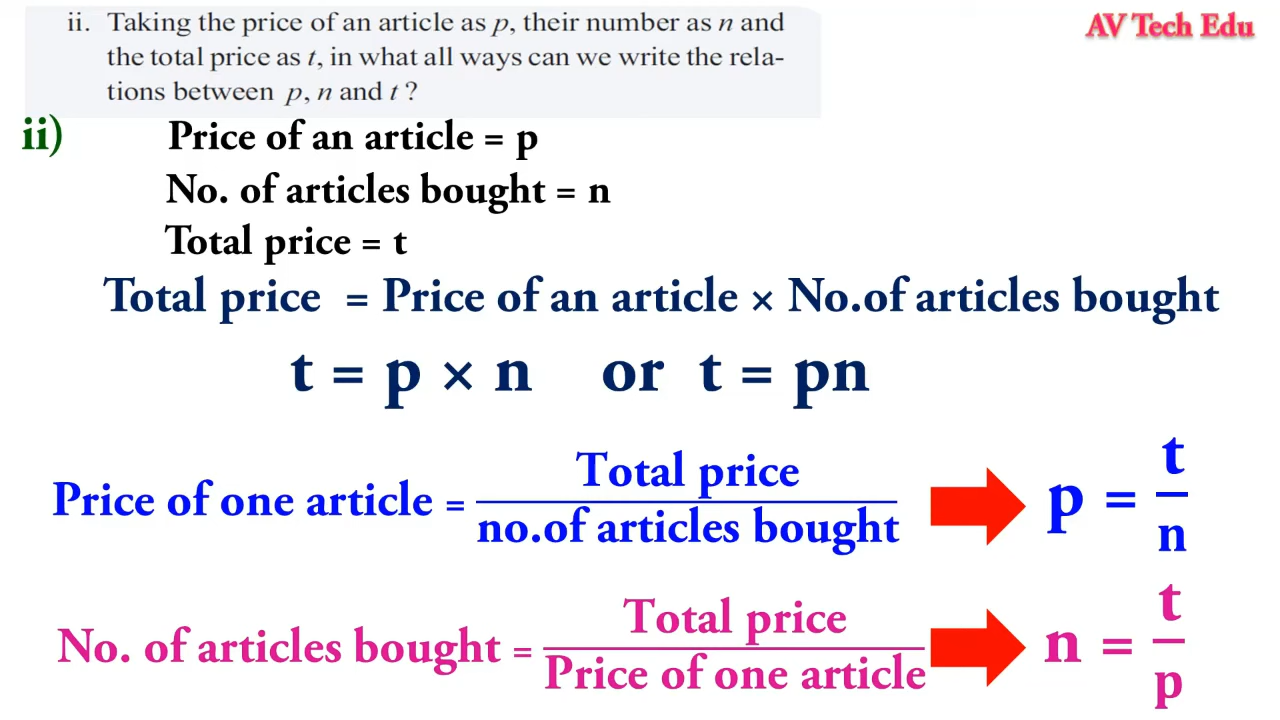 ii. Taking the price of an article as p, their number as n and
the total price as t, in what all ways can we write the rela-
tions between p, n and t ?
AV Tech Edu
ii)
Price of an article = p
No. of articles bought = n
Total price = t
Total price = Price of an article × No.of articles bought
t = p × n or t = pn
Price of one article = Total price / no.of articles bought p = t / n
No. of articles bought = Total price / Price of one article n = t / p